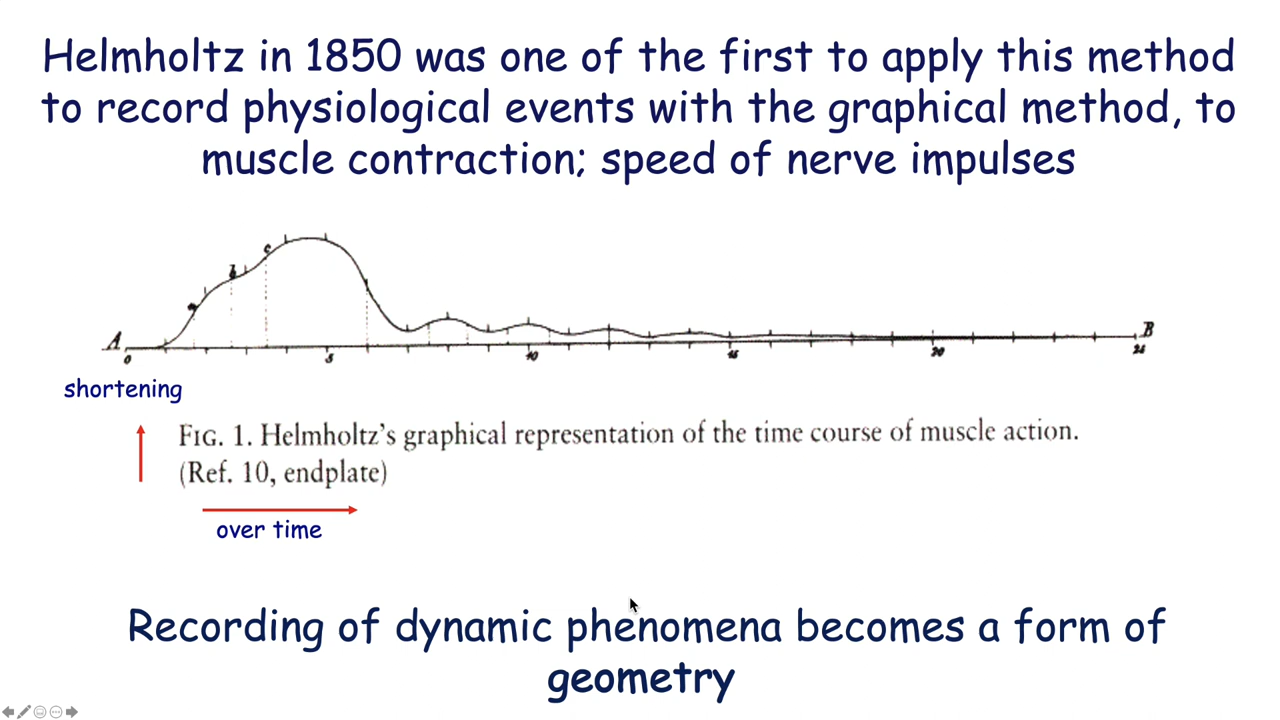 Helmholtz in 1850 was one of the first to apply this method
to record physiological events with the graphical method, to
muscle contraction; speed of nerve impulses
c
b
a
A
B
0
5
10
15
20
shortening
FIG. 1. Helmholtz's graphical representation of the time course of muscle action.
(Ref. 10, endplate)
over time
Recording of dynamic phenomena becomes a form of
geometry